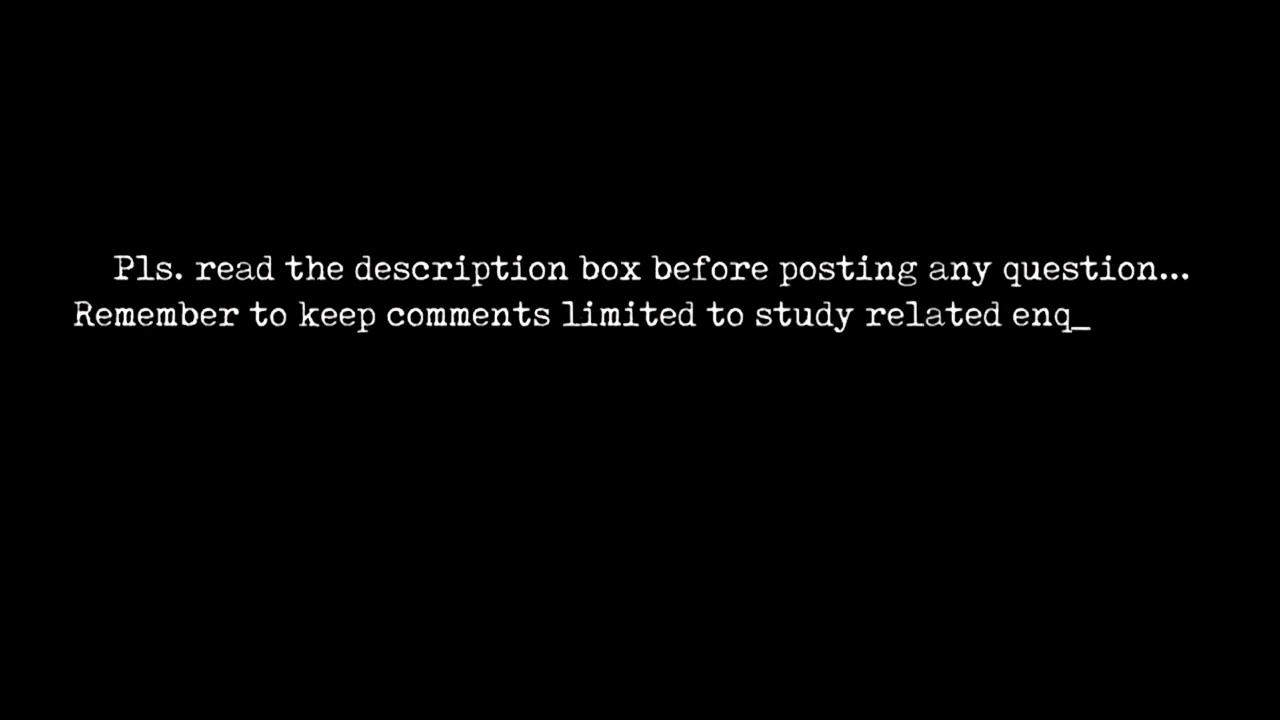 Pls. read the description box before posting any question...
Remember to keep comments limited to study related enq_